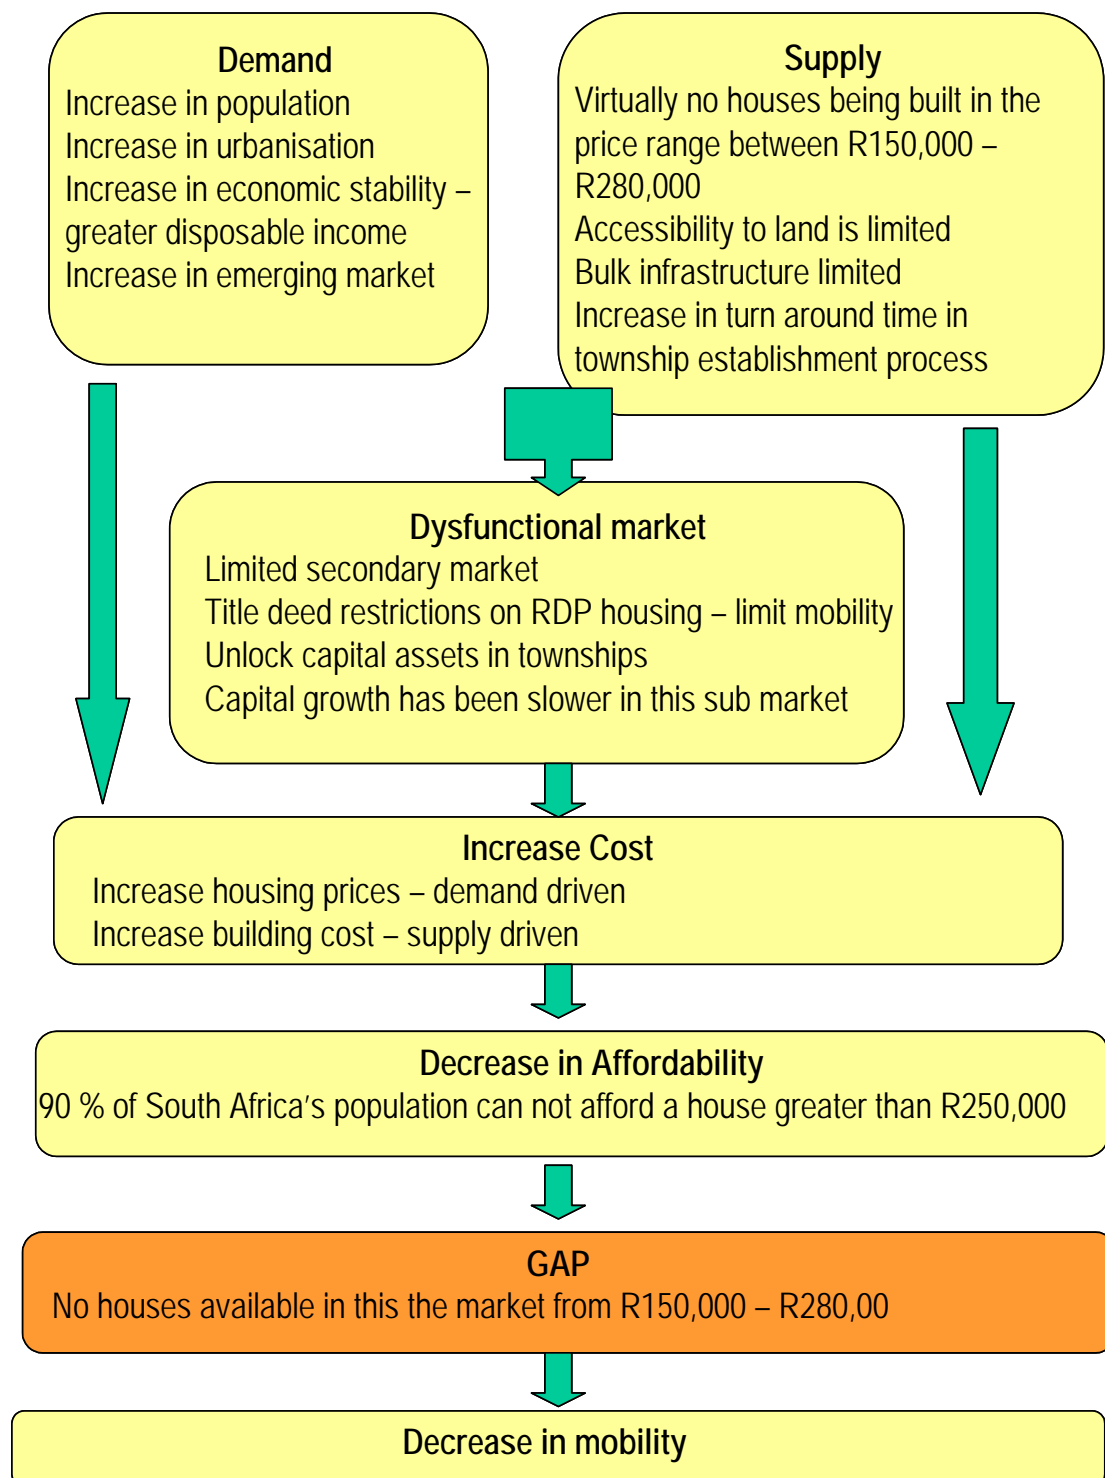 Demand
Increase in population
Increase in urbanisation
Increase in economic stability –
greater disposable income
Increase in emerging market
Supply
Virtually no houses being built in the
price range between R150,000 –
R280,000
Accessibility to land is limited
Bulk infrastructure limited
Increase in turn around time in
township establishment process
Dysfunctional market
Limited secondary market
Title deed restrictions on RDP housing – limit mobility
Unlock capital assets in townships
Capital growth has been slower in this sub market
Increase Cost
Increase housing prices – demand driven
Increase building cost – supply driven
Decrease in Affordability
90 % of South Africa's population can not afford a house greater than R250,000
GAP
No houses available in this the market from R150,000 – R280,00
Decrease in mobility